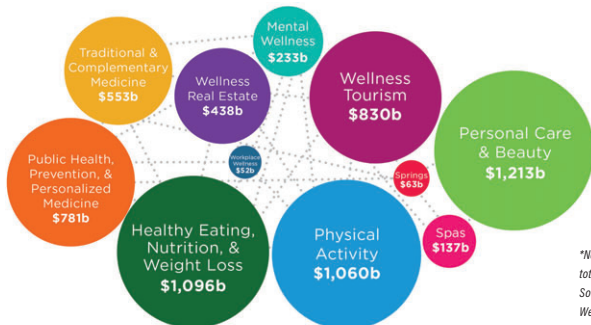 Mental
Wellness
$233b
Traditional &
Complementary
Medicine
$553b
Wellness
Real Estate
$438b
Wellness
Tourism
$830b
Personal Care
& Beauty
$1,213b
Public Health,
Prevention, &
Personalized
Medicine
$781b
Workplace
Wellness
$52b
Springs
$63b
Healthy Eating,
Nutrition, &
Weight Loss
$1,096b
Physical
Activity
$1,060b
Spas
$137b